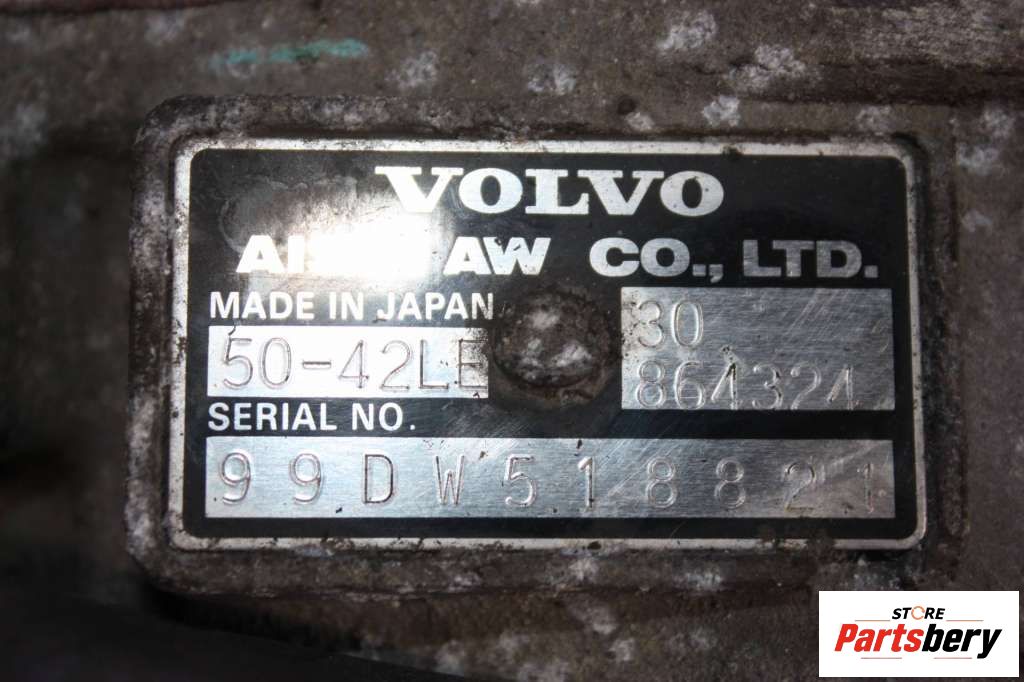 VOLVO
AW CO., LTD.
MADE IN JAPAN
30
50-42LE
864324
SERIAL NO.
99DW518821
STORE
Partsbery